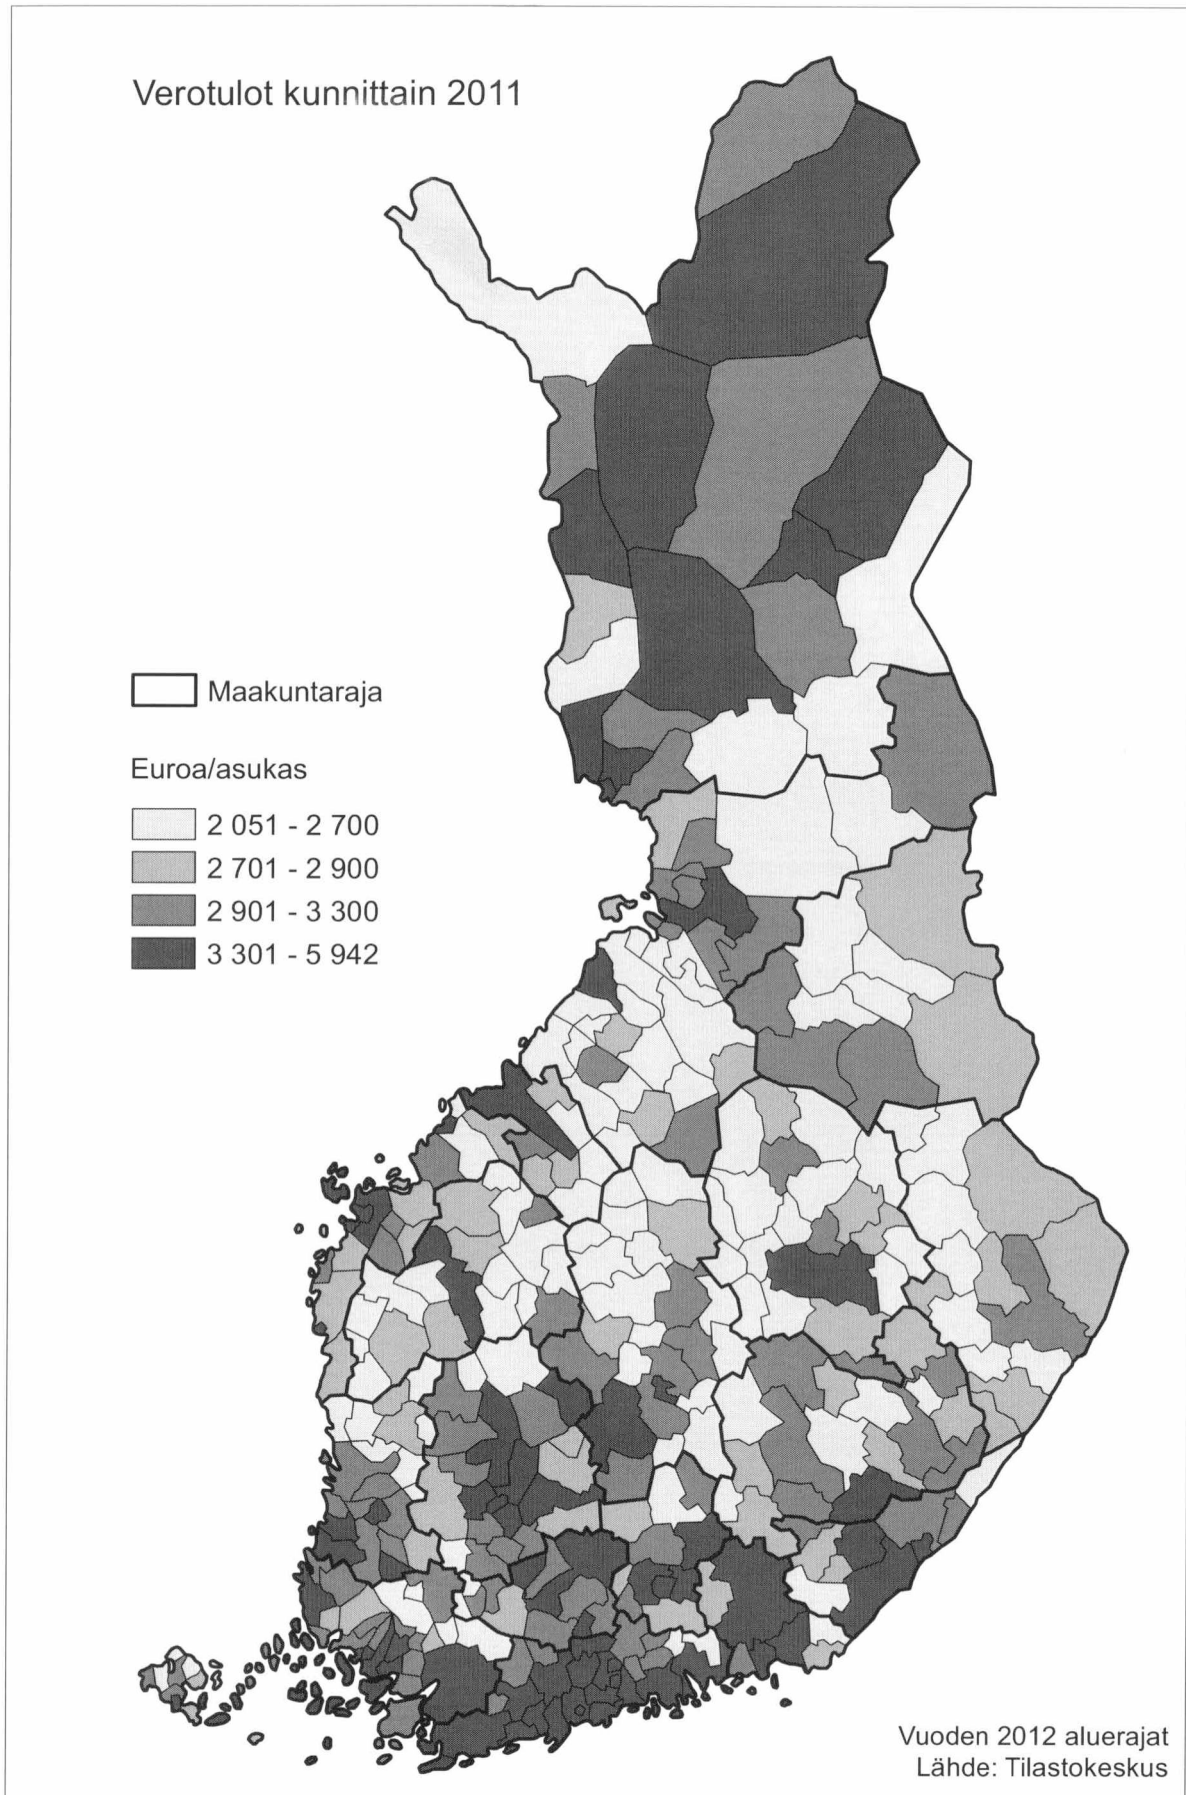 Verotulot kunnittain 2011
Maakuntaraja
Euroa/asukas
2 051 - 2 700
2 701 - 2 900
2 901 - 3 300
3 301 - 5 942
Vuoden 2012 aluerajat
Lähde: Tilastokeskus